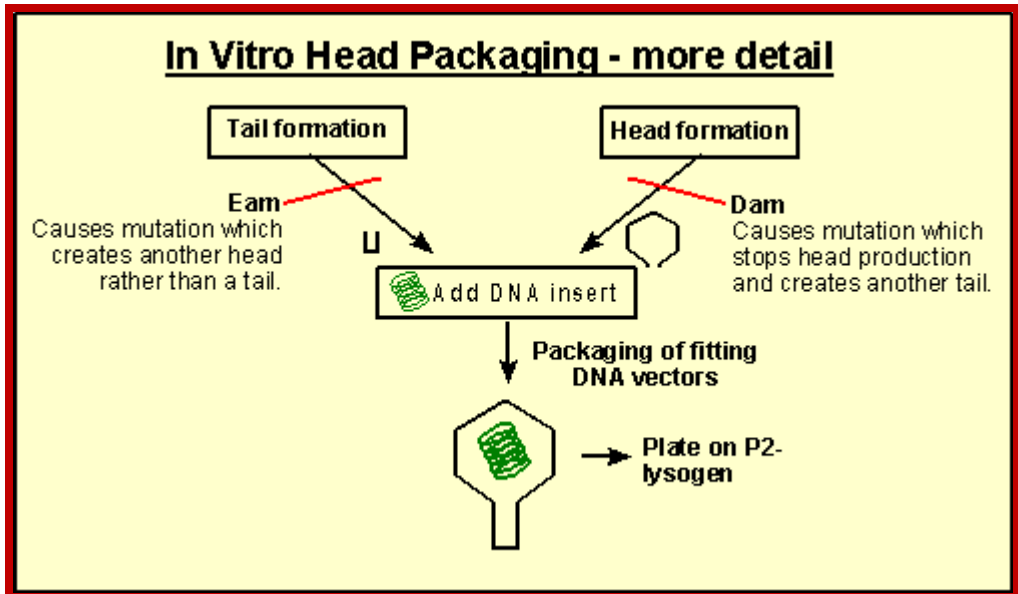 In Vitro Head Packaging - more detail
Tail formation
Head formation
Eam
Causes mutation which
creates another head
rather than a tail.
Dam
Causes mutation which
stops head production
and creates another tail.
Add DNA insert
Packaging of fitting
DNA vectors
Plate on P2-
lysogen